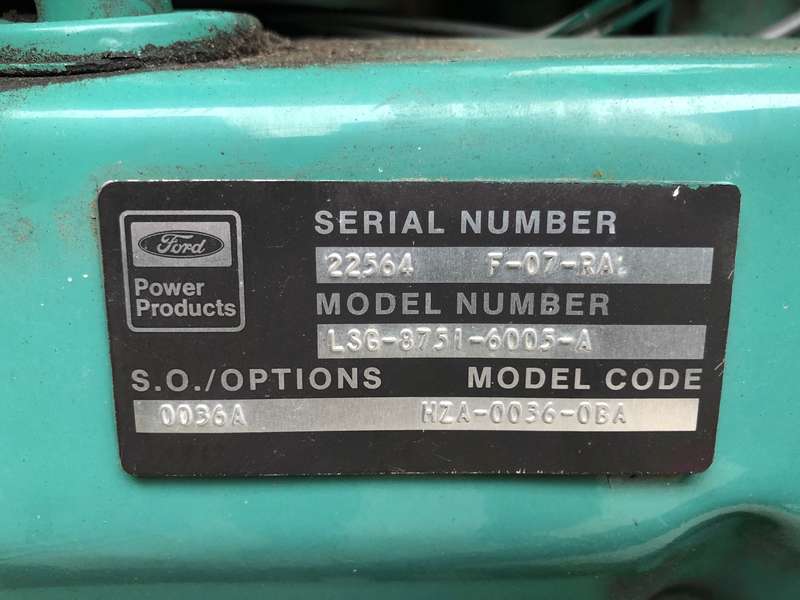 Ford
Power
Products
SERIAL NUMBER
22564 F-07-RA
MODEL NUMBER
LSG-8751-6005-A
S.O./OPTIONS MODEL CODE
0036A HZA-0036-0BA